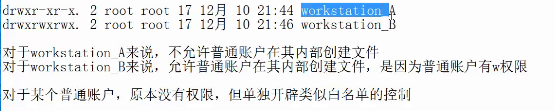 drwxr-xr-x. 2 root root 17 12月 10 21:44 workstation_A
drwxrwxrwx. 2 root root 17 12月 10 21:46 workstation_B
对于workstation_A来说，不允许普通账户在其内部创建文件
对于workstation_B来说，允许普通账户在其内部创建文件，是因为普通账户有w权限
对于某个普通账户，原本没有权限，但单独开辟类似白名单的控制